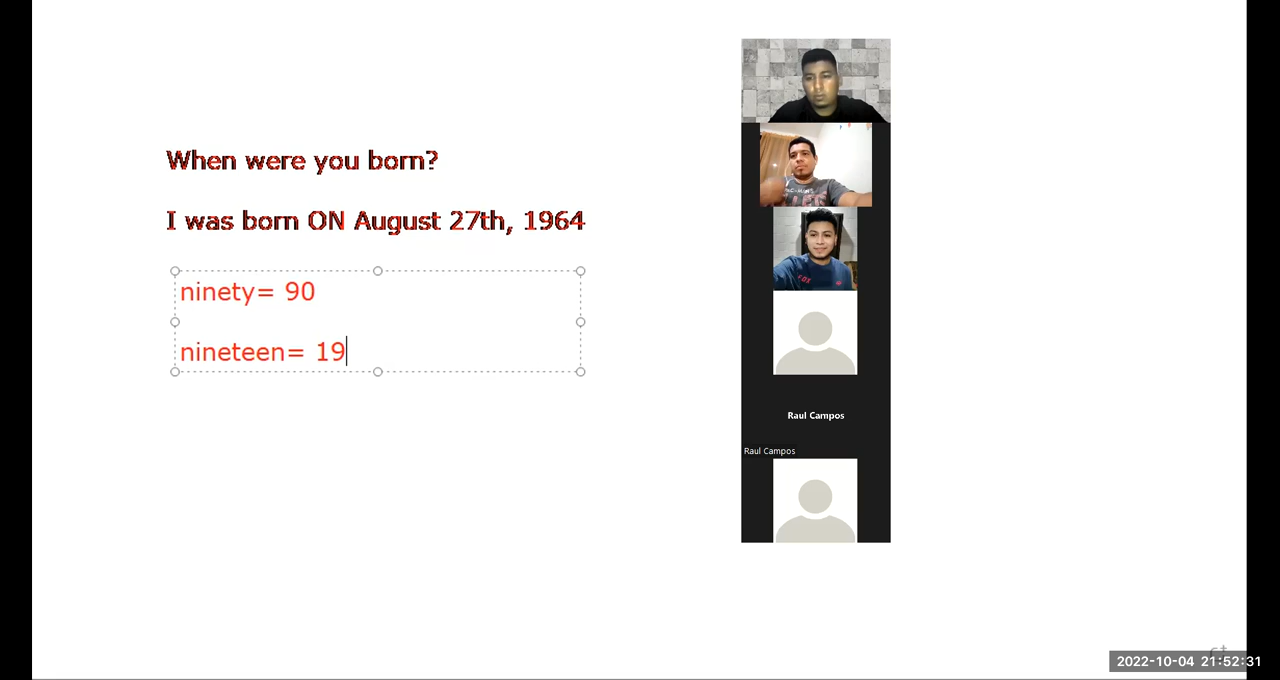 When were you born?
I was born ON August 27th, 1964
ninety= 90
nineteen= 19
Raul Campos
Raul Campos
2022-10-04 21:52:31